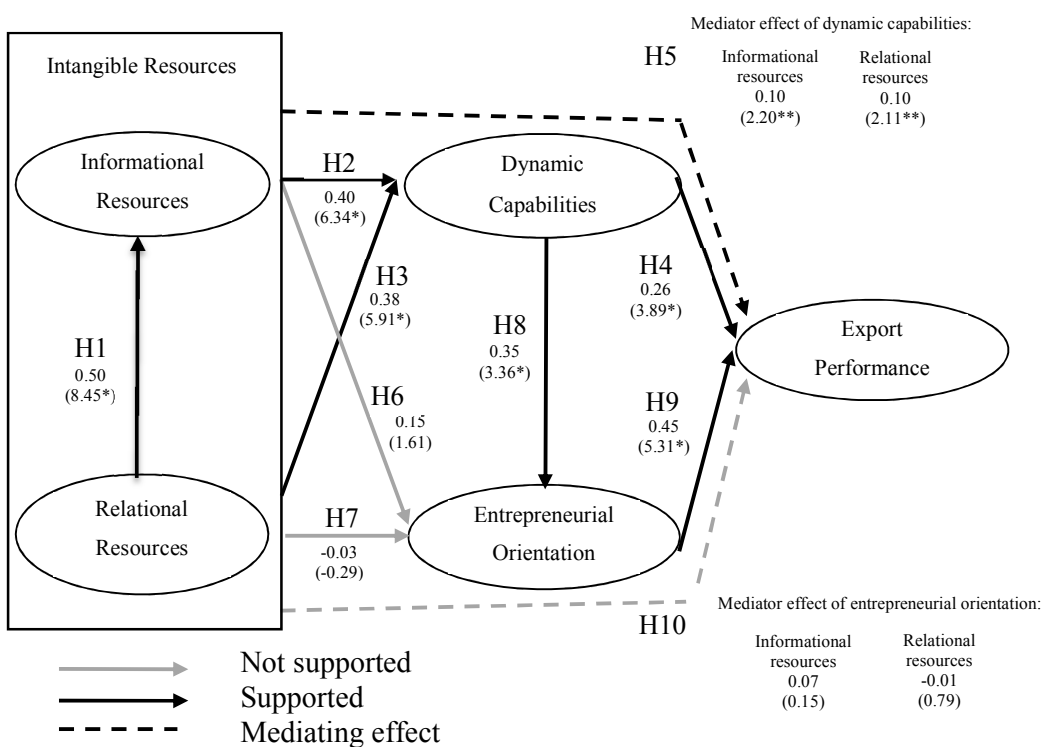 Mediator effect of dynamic capabilities:
H5
Informational
resources
0.10
(2.20**)
Relational
resources
0.10
(2.11**)
Intangible Resources
Informational
Resources
H2
0.40
(6.34*)
Dynamic
Capabilities
H3
0.38
(5.91*)
H4
0.26
(3.89*)
H1
0.50
(8.45*)
H8
0.35
(3.36*)
Export
Performance
H6
0.15
(1.61)
H9
0.45
(5.31*)
Relational
Resources
H7
-0.03
(-0.29)
Entrepreneurial
Orientation
H10
Mediator effect of entrepreneurial orientation:
Informational
resources
0.07
(0.15)
Relational
resources
-0.01
(0.79)
Not supported
Supported
Mediating effect